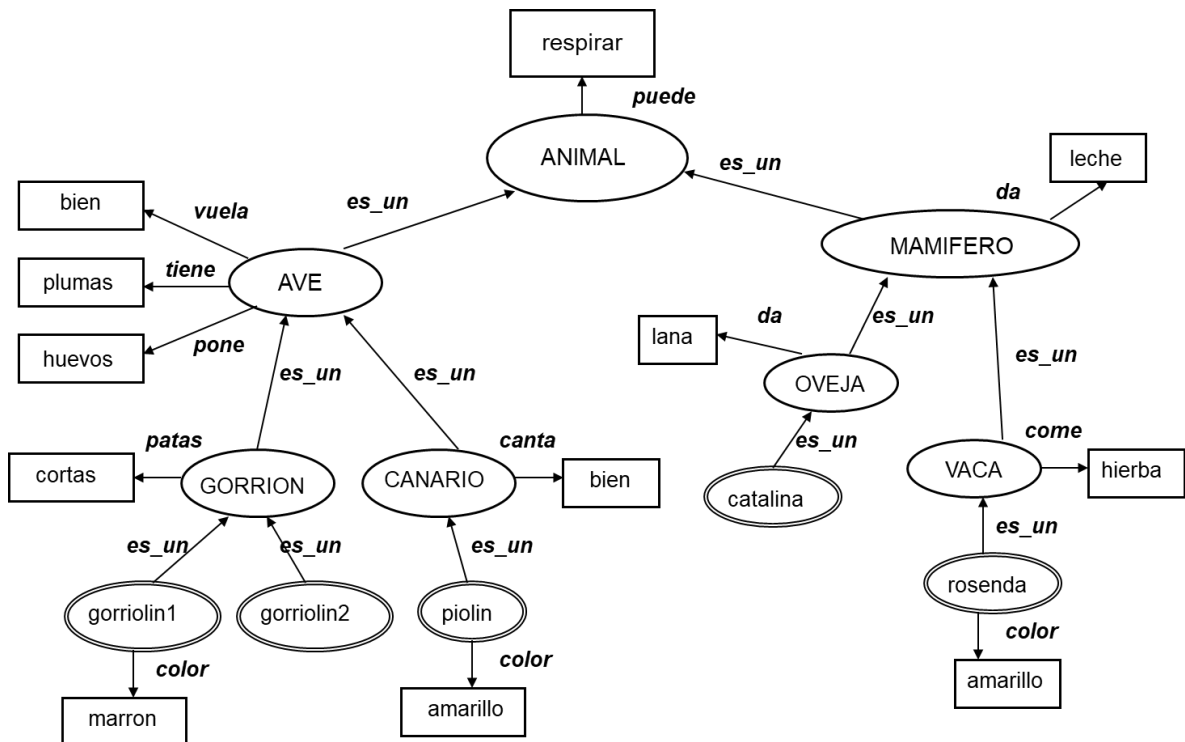 respirar
puede
ANIMAL
es_un
es_un
leche
da
bien
vuela
MAMIFERO
plumas
tiene
AVE
huevos
pone
lana
da
es_un
es_un
es_un
es_un
OVEJA
patas
canta
es_un
come
cortas
GORRION
CANARIO
bien
catalina
VACA
hierba
es_un
es_un
es_un
es_un
gorriolin1
gorriolin2
piolin
rosenda
color
color
color
marron
amarillo
amarillo